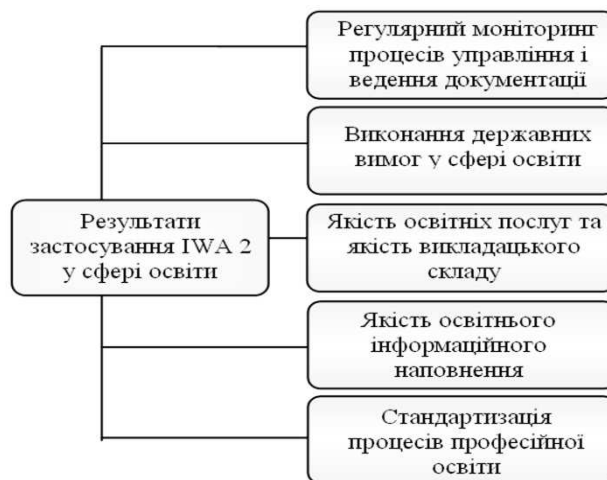 Регулярний моніторинг
процесів управління і
ведення документації
Виконання державних
вимог у сфері освіти
Результати
застосування IWA 2
у сфері освіти
Якість освітніх послуг та
якість викладацького
складу
Якість освітнього
інформаційного
наповнення
Стандартизація
процесів професійної
освіти